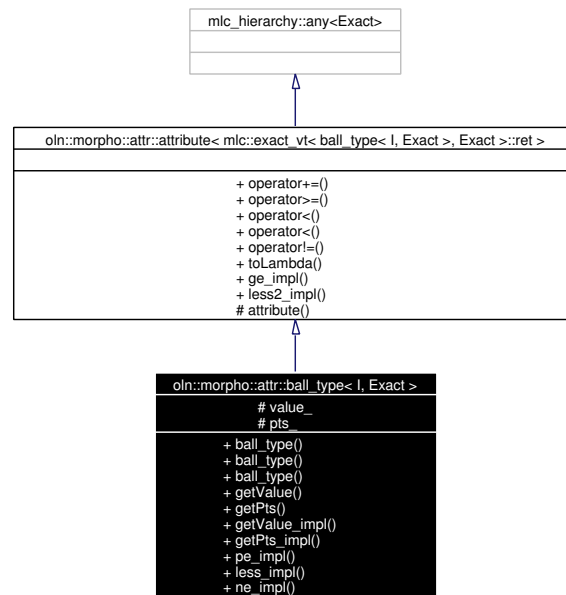 mlc_hierarchy::any<Exact>
oln::morpho::attr::attribute< mlc::exact_vt< ball_type< I, Exact >, Exact >::ret >
+ operator+=()
+ operator>=()
+ operator<()
+ operator<()
+ operator!=()
+ toLambda()
+ ge_impl()
+ less2_impl()
# attribute()
oln::morpho::attr::ball_type< I, Exact >
# value_
# pts_
+ ball_type()
+ ball_type()
+ ball_type()
+ getValue()
+ getPts()
+ getValue_impl()
+ getPts_impl()
+ pe_impl()
+ less_impl()
+ ne_impl()